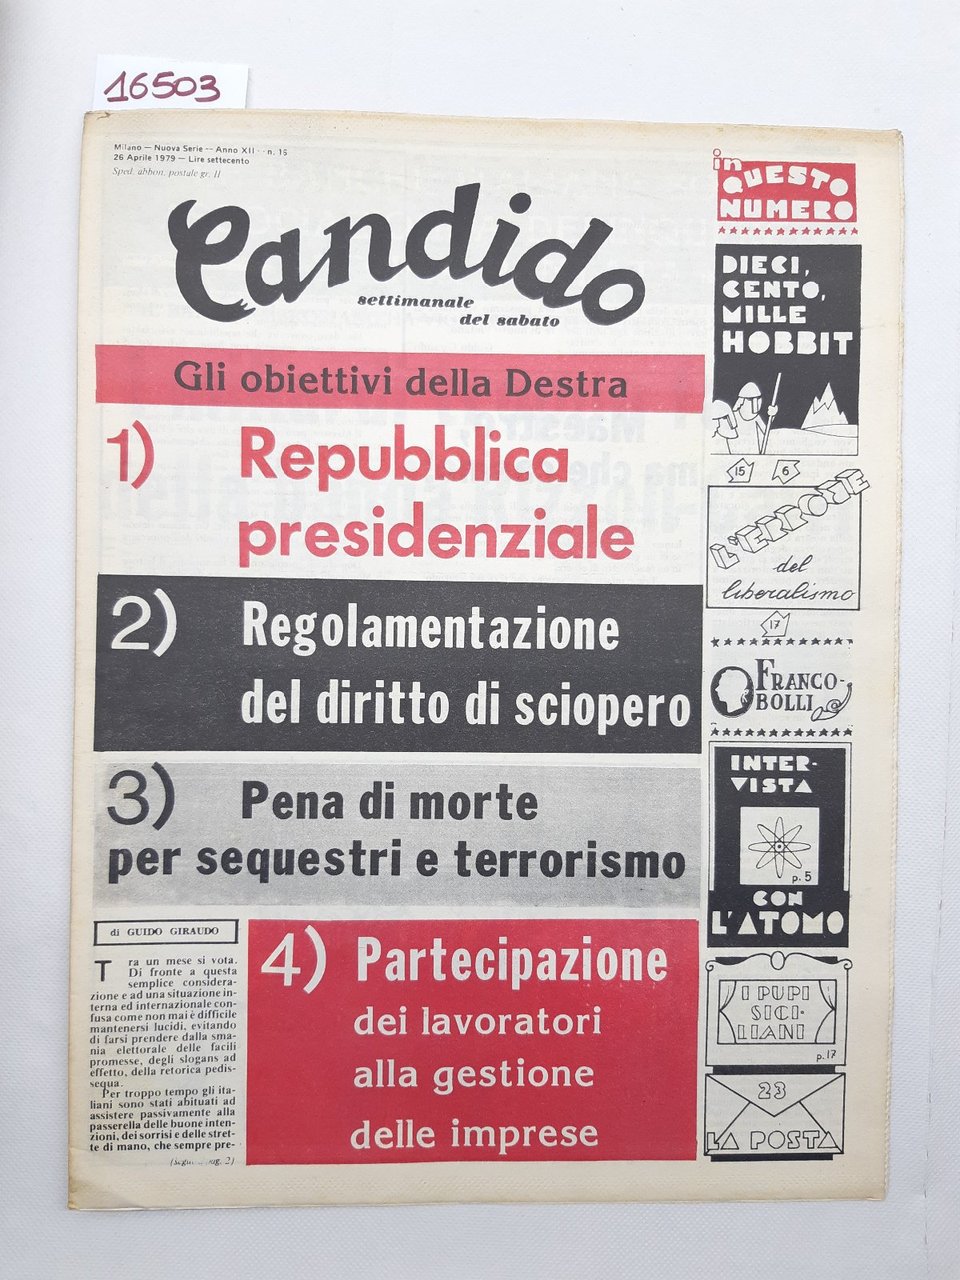 16503
Milano — Nuova Serie — Anno XII - n. 16
26 Aprile 1979 — Lire settecento
Sped. abbon. postale gr. II
Candido
settimanale
del sabato
Gli obiettivi della Destra
1) Repubblica
presidenziale
2) Regolamentazione
del diritto di sciopero
3) Pena di morte
per sequestri e terrorismo
4) Partecipazione
dei lavoratori
alla gestione
delle imprese
di GUIDO GIRAUDO
Tra un mese si vota.
Di fronte a questa
semplice considera-
zione e ad una situazione in-
terna ed internazionale con-
fusa come non mai è difficile
mantenersi lucidi, evitando
di farsi prendere dalla sma-
nia elettorale delle facili
promesse, degli slogans ad
effetto, della retorica pedis-
sequa.
Per troppo tempo gli ita-
liani sono stati abituati ad
assistere passivamente alla
passerella delle buone inten-
zioni, dei sorrisi e delle stret-
te di mano, che sempre pre-
pag. 2)
in
QUESTO
NUMERO
DIECI,
CENTO,
MILLE
HOBBIT
15 6
L'ERRORE
del
liberalismo
17
FRANCO-
BOLLI
INTER-
VISTA
p. 5
CON
L'ATOMO
I PUPI
SICI-
LIANI
p.17
23
LA POSTA